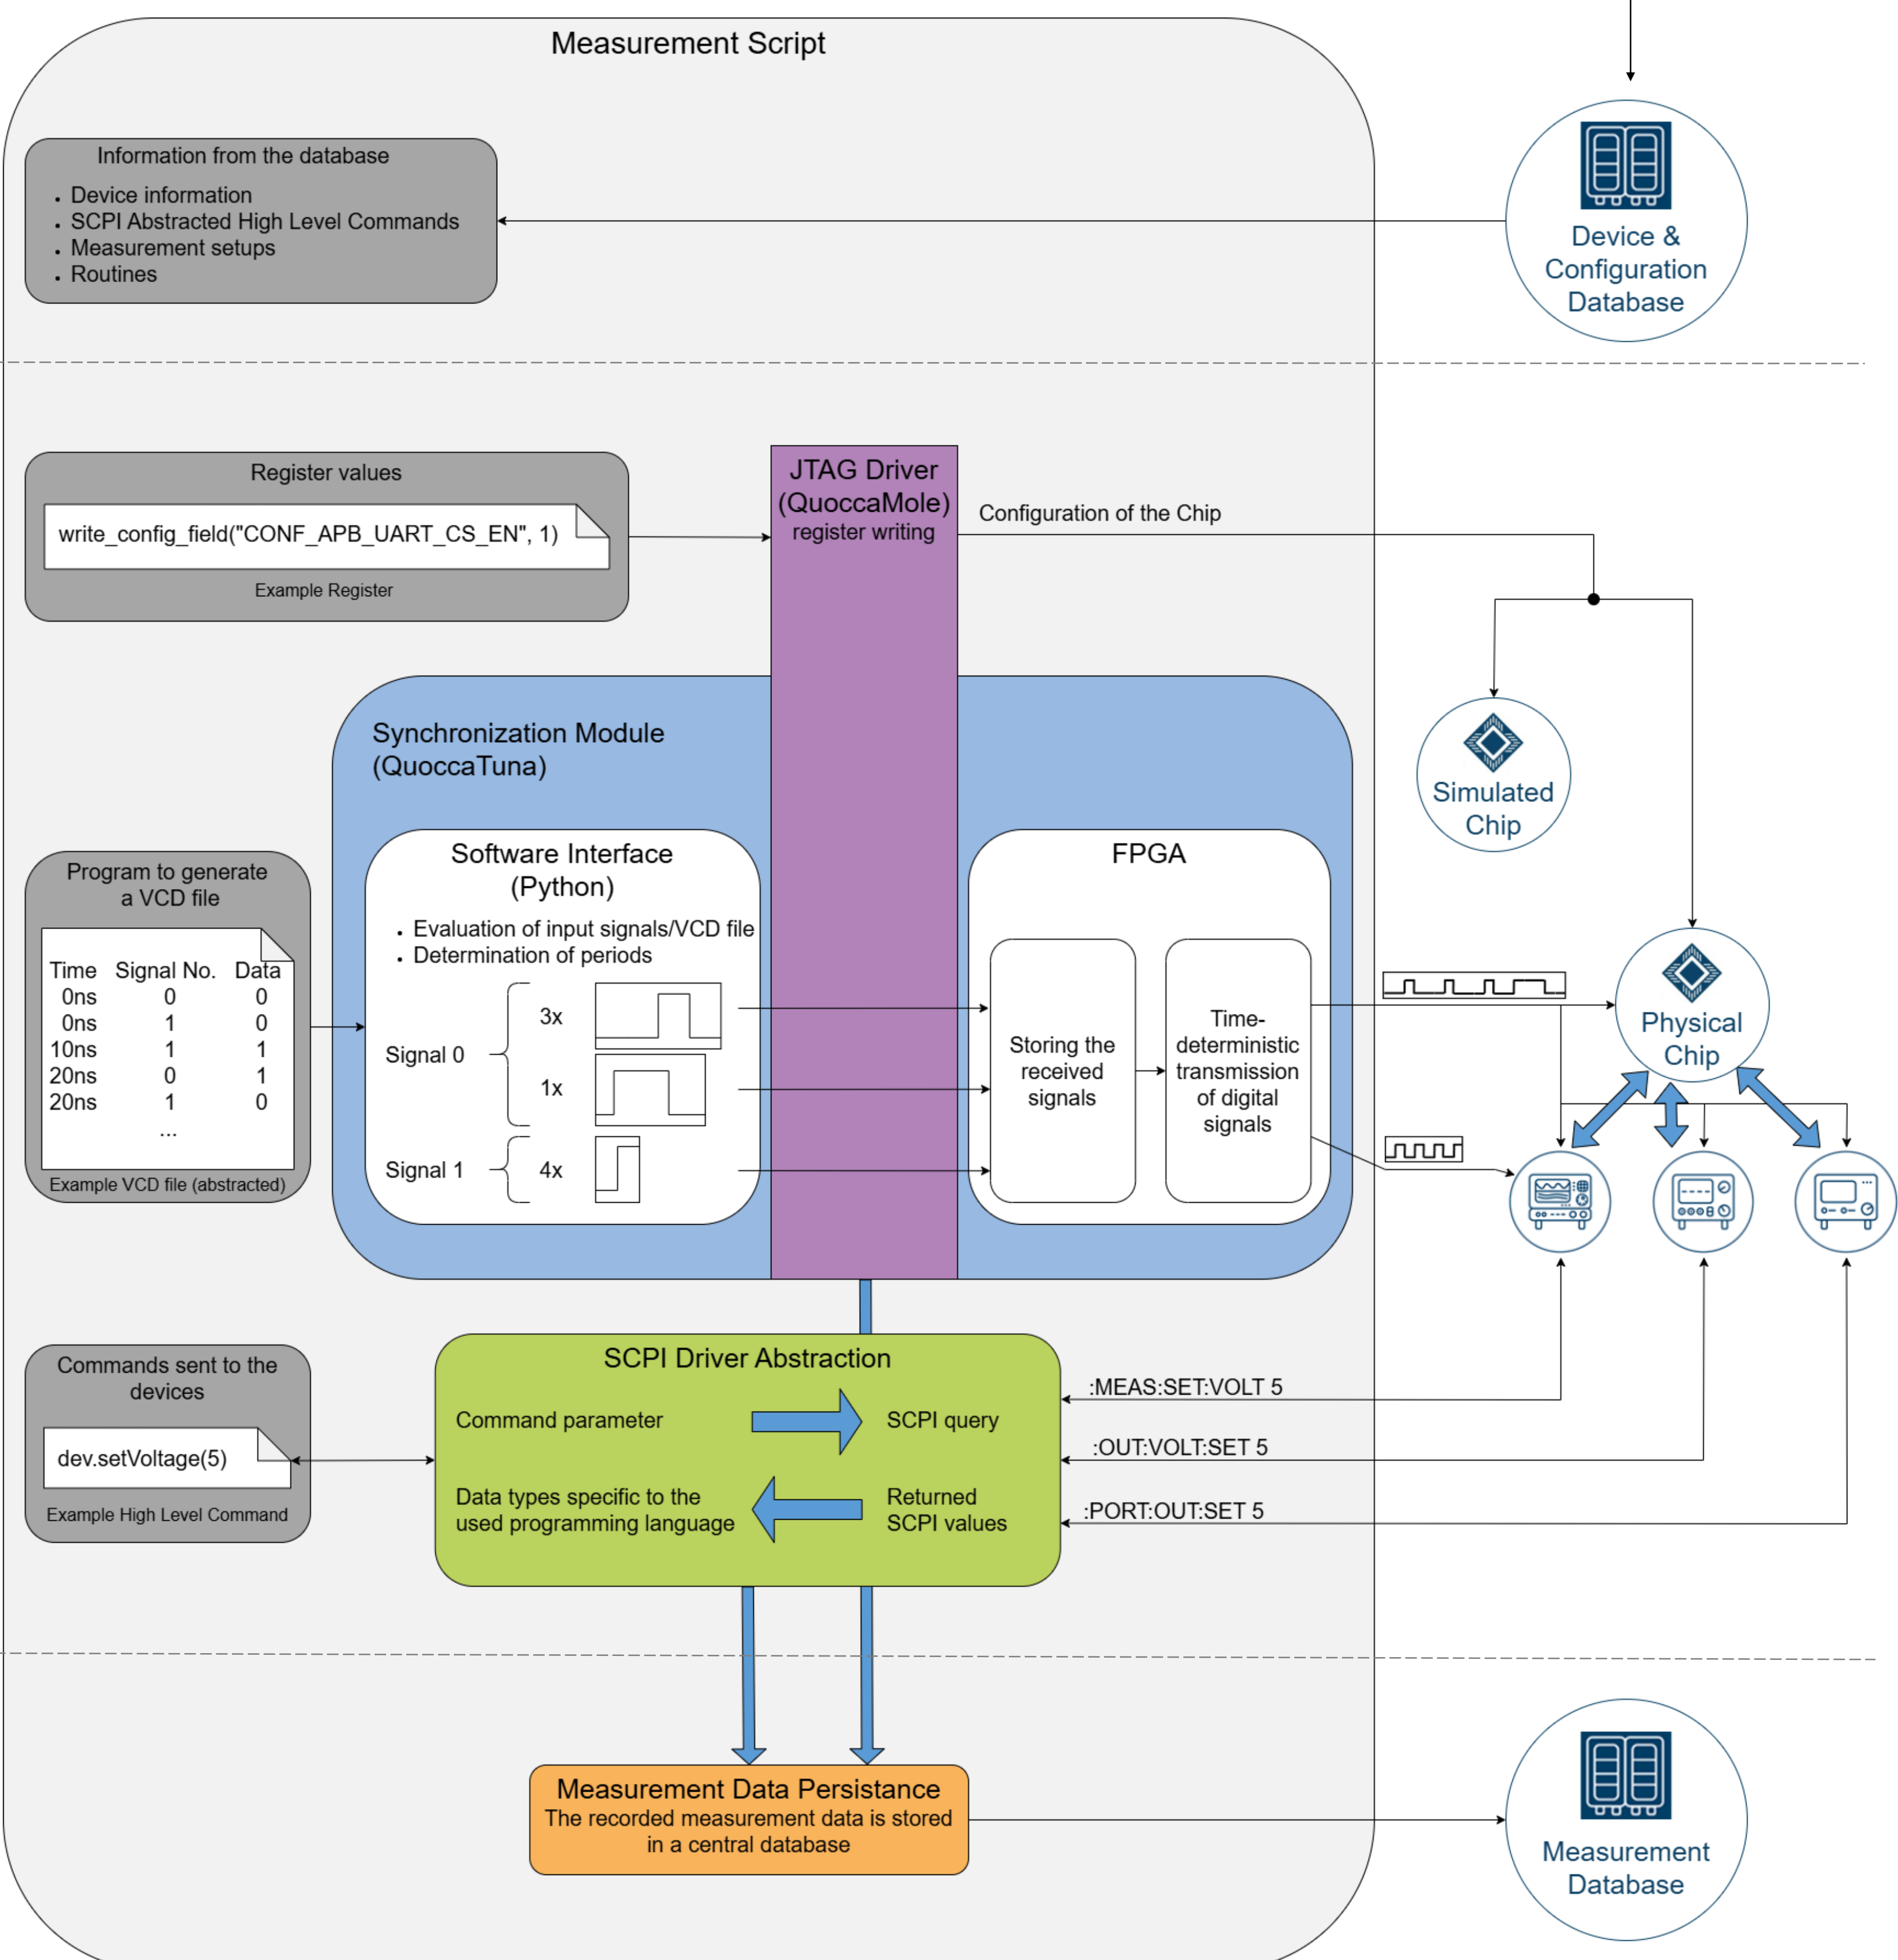 Measurement Script
Information from the database
• Device information
• SCPI Abstracted High Level Commands
• Measurement setups
• Routines
Device &
Configuration
Database
Register values
write_config_field("CONF_APB_UART_CS_EN", 1)
Example Register
JTAG Driver
(QuoccaMole)
register writing
Configuration of the Chip
Simulated
Chip
Synchronization Module
(QuoccaTuna)
Program to generate
a VCD file
Time Signal No. Data
0ns 0 0
0ns 1 0
10ns 1 1
20ns 0 1
20ns 1 0
...
Example VCD file (abstracted)
Software Interface
(Python)
• Evaluation of input signals/VCD file
• Determination of periods
Signal 0
3x
1x
Signal 1
4x
FPGA
Storing the
received
signals
Time-
deterministic
transmission
of digital
signals
Physical
Chip
Commands sent to the
devices
dev.setVoltage(5)
Example High Level Command
SCPI Driver Abstraction
Command parameter
SCPI query
Data types specific to the
used programming language
Returned
SCPI values
:MEAS:SET:VOLT 5
:OUT:VOLT:SET 5
:PORT:OUT:SET 5
Measurement Data Persistance
The recorded measurement data is stored
in a central database
Measurement
Database